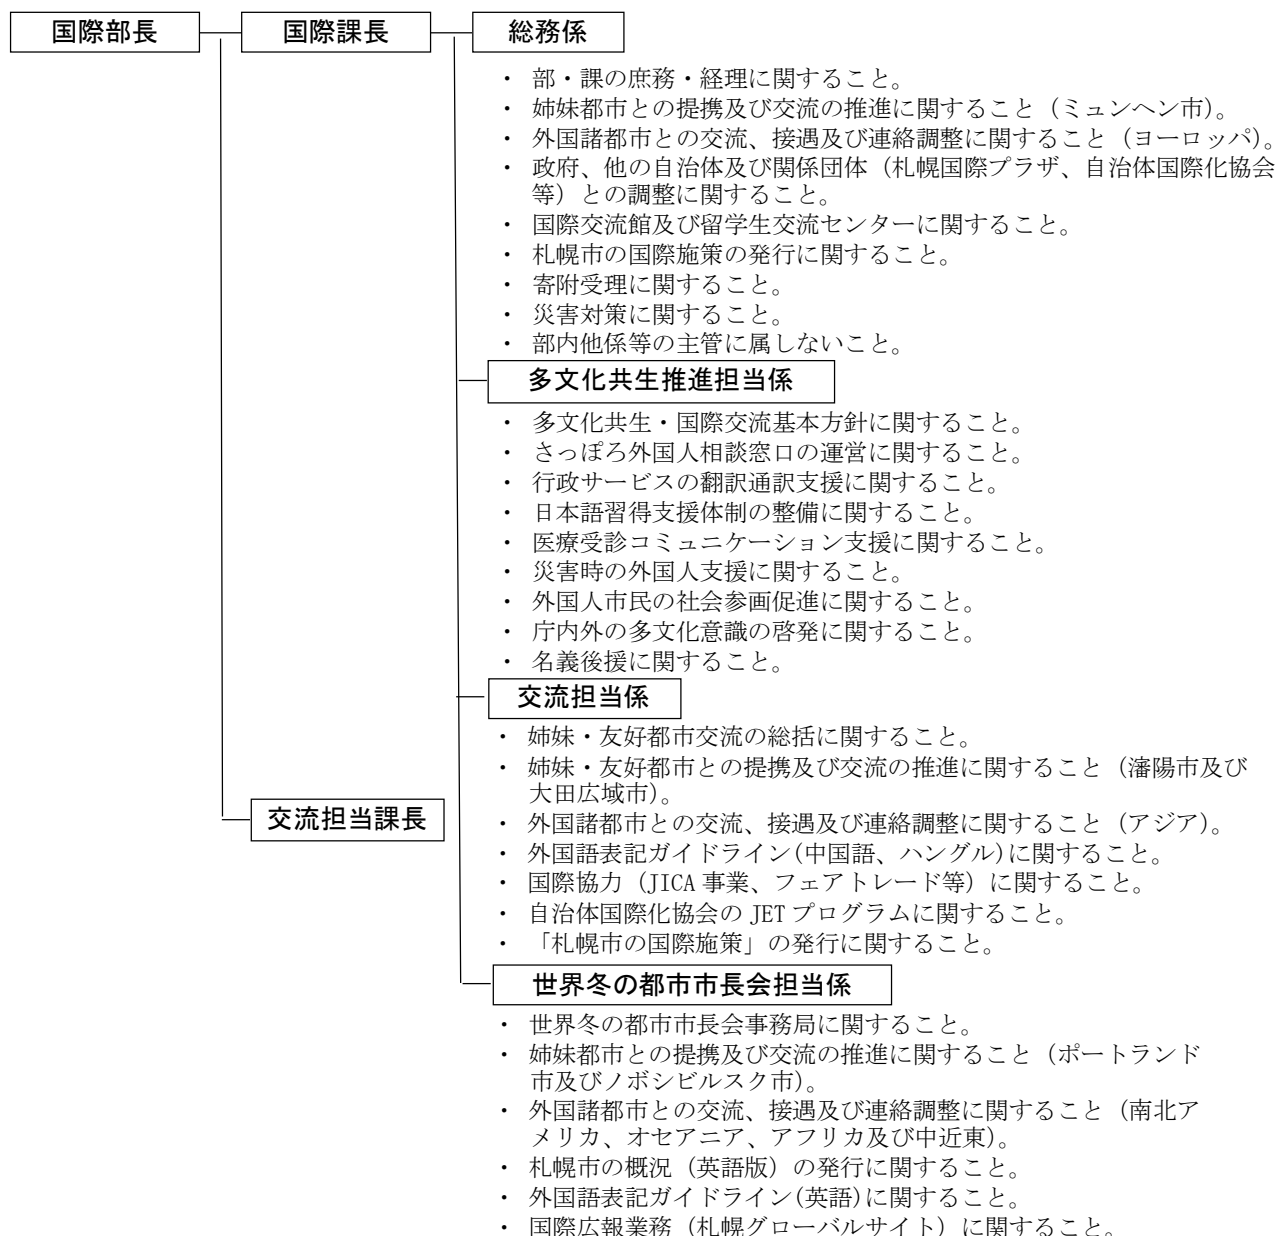 国際部長
国際課長
総務係
・ 部・課の庶務・経理に関すること。
・ 姉妹都市との提携及び交流の推進に関すること（ミュンヘン市）。
・ 外国諸都市との交流、接遇及び連絡調整に関すること（ヨーロッパ）。
・ 政府、他の自治体及び関係団体（札幌国際プラザ、自治体国際化協会
等）との調整に関すること。
・ 国際交流館及び留学生交流センターに関すること。
・ 札幌市の国際施策の発行に関すること。
・ 寄附受理に関すること。
・ 災害対策に関すること。
・ 部内他係等の主管に属しないこと。
多文化共生推進担当係
・ 多文化共生・国際交流基本方針に関すること。
・ さっぽろ外国人相談窓口の運営に関すること。
・ 行政サービスの翻訳通訳支援に関すること。
・ 日本語習得支援体制の整備に関すること。
・ 医療受診コミュニケーション支援に関すること。
・ 災害時の外国人支援に関すること。
・ 外国人市民の社会参画促進に関すること。
・ 庁内外の多文化意識の啓発に関すること。
・ 名義後援に関すること。
交流担当係
・ 姉妹・友好都市交流の総括に関すること。
・ 姉妹・友好都市との提携及び交流の推進に関すること（瀋陽市及び
大田広域市）。
交流担当課長
・ 外国諸都市との交流、接遇及び連絡調整に関すること（アジア）。
・ 外国語表記ガイドライン(中国語、ハングル)に関すること。
・ 国際協力（JICA 事業、フェアトレード等）に関すること。
・ 自治体国際化協会の JET プログラムに関すること。
・ 「札幌市の国際施策」の発行に関すること。
世界冬の都市市長会担当係
・ 世界冬の都市市長会事務局に関すること。
・ 姉妹都市との提携及び交流の推進に関すること（ポートランド
市及びノボシビルスク市）。
・ 外国諸都市との交流、接遇及び連絡調整に関すること（南北ア
メリカ、オセアニア、アフリカ及び中近東）。
・ 札幌市の概況（英語版）の発行に関すること。
・ 外国語表記ガイドライン(英語)に関すること。
・ 国際広報業務（札幌グローバルサイト）に関すること。